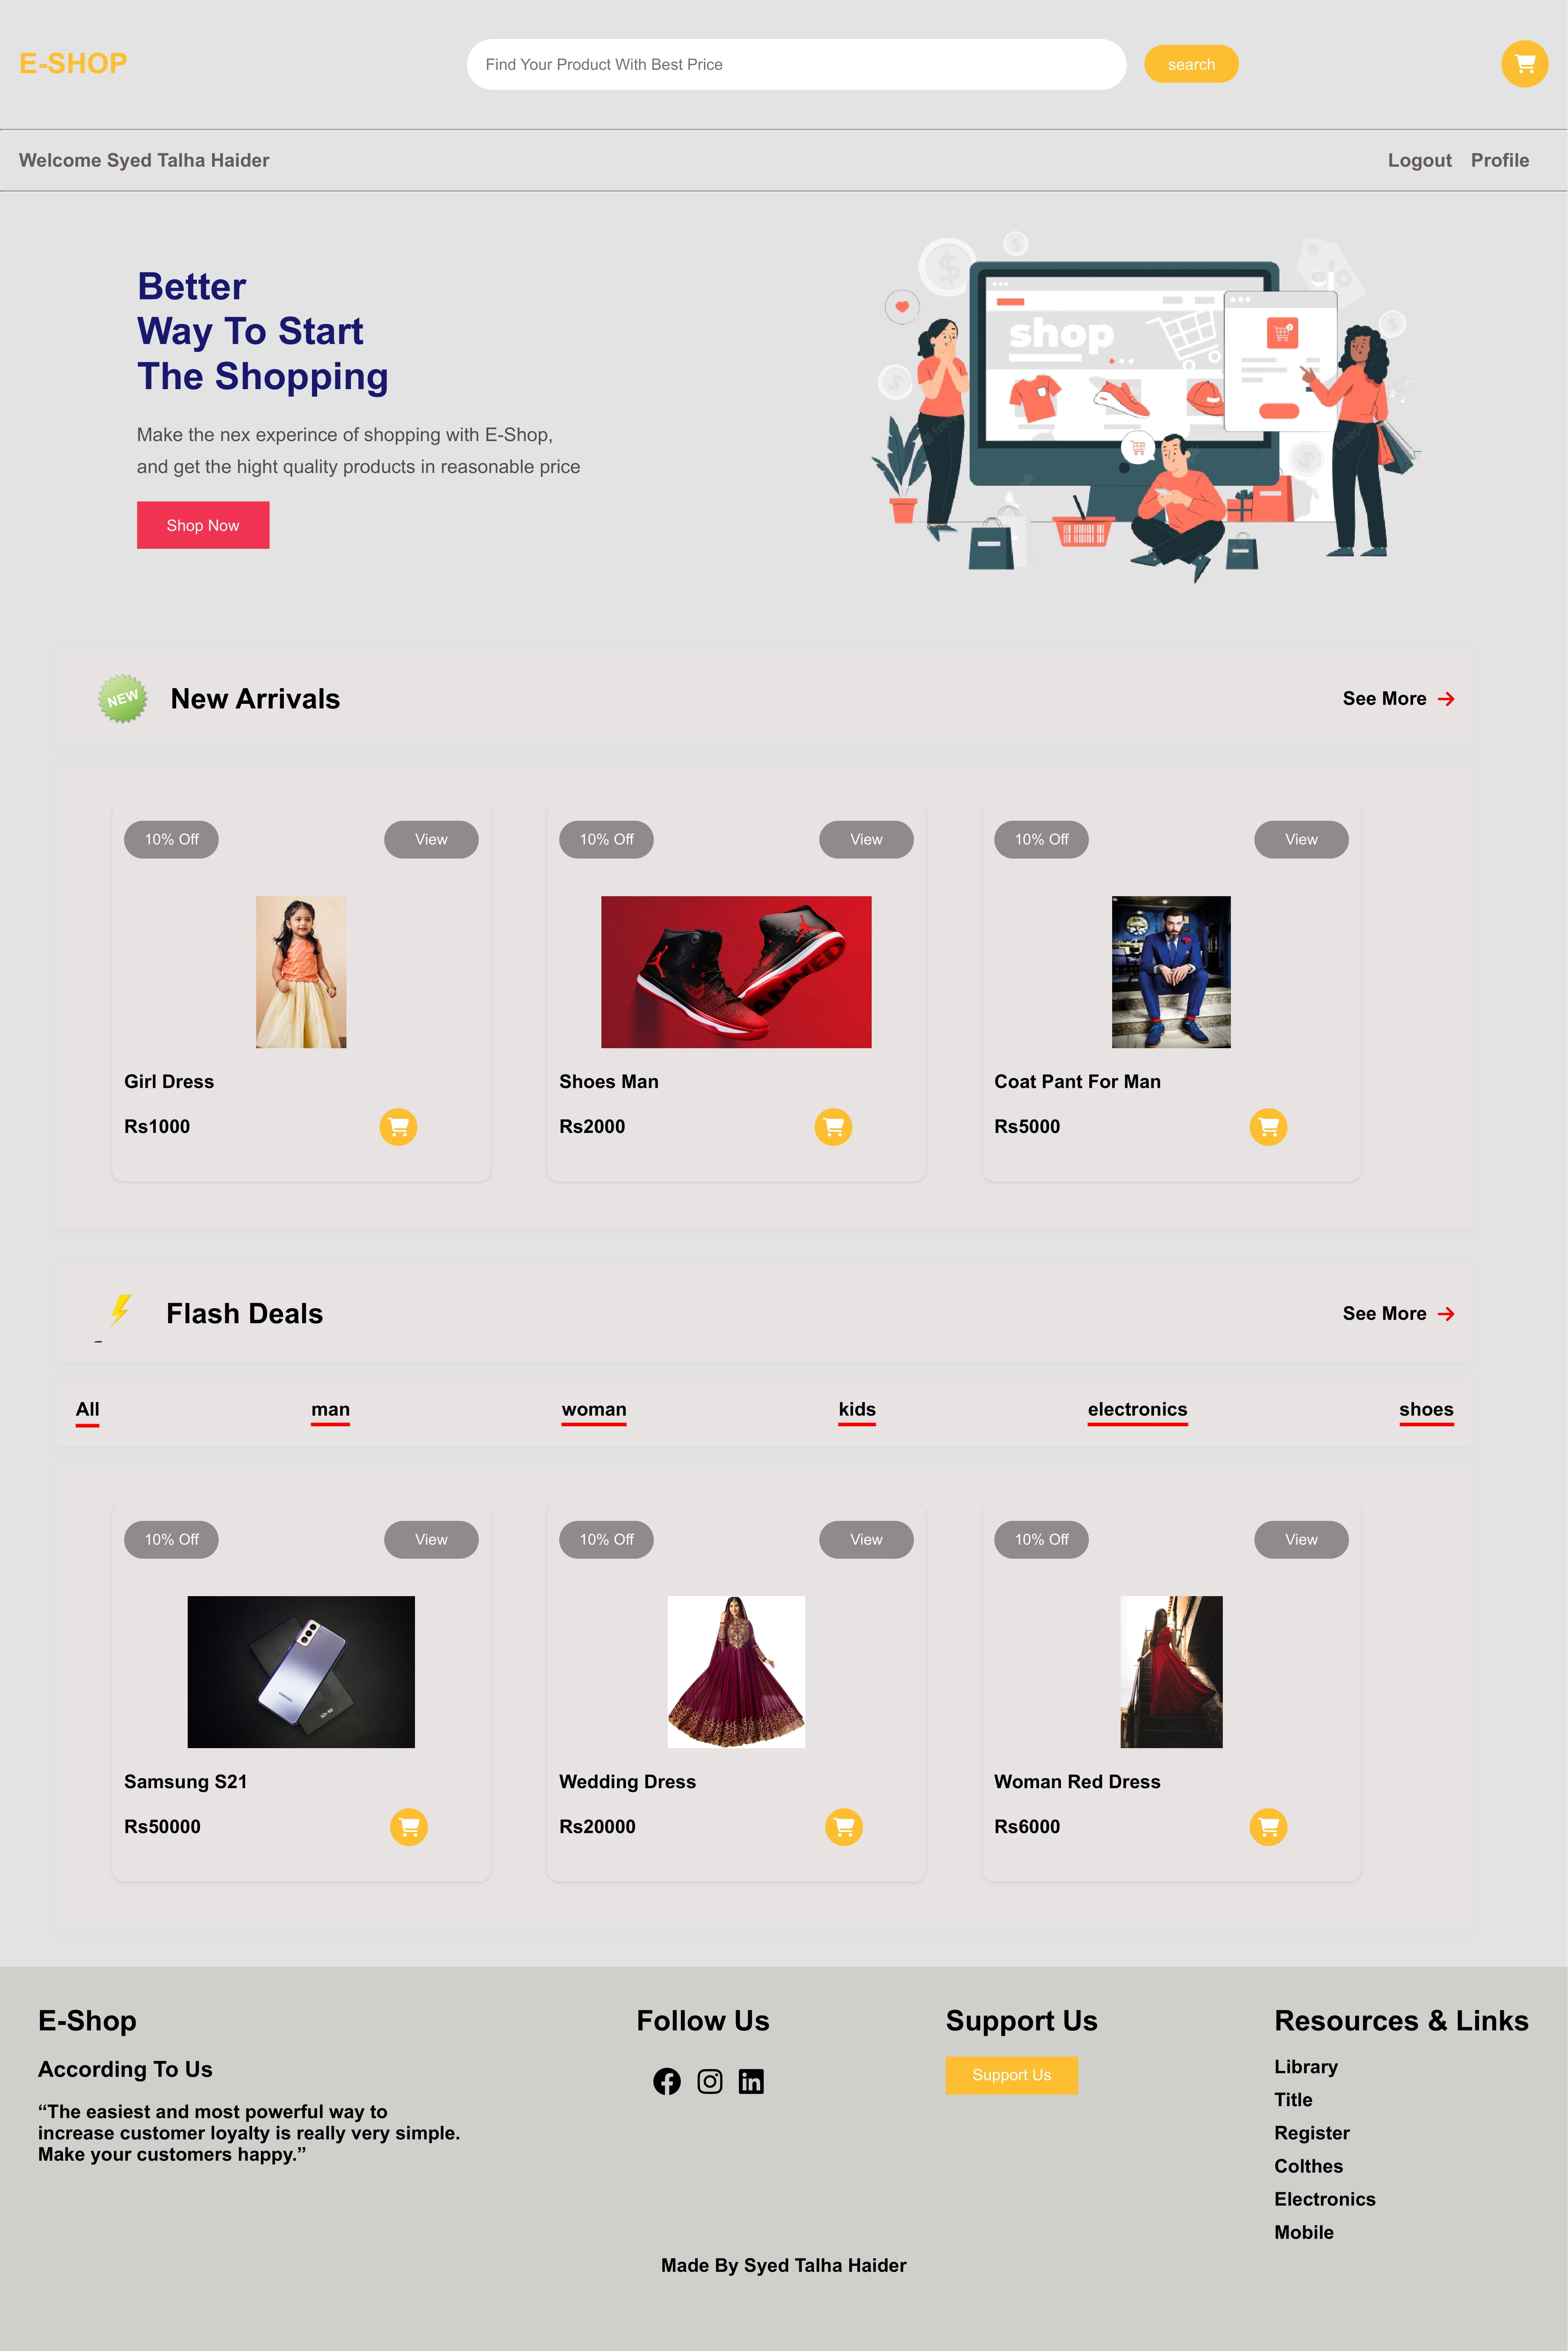 E-SHOP
Find Your Product With Best Price
search
Welcome Syed Talha Haider
Logout
Profile
Better
Way To Start
The Shopping
Make the nex experince of shopping with E-Shop,
and get the hight quality products in reasonable price
Shop Now
shop
NEW
New Arrivals
See More
10% Off
View
10% Off
View
10% Off
View
BANNED
Girl Dress
Shoes Man
Coat Pant For Man
Rs1000
Rs2000
Rs5000
Flash Deals
See More
All
man
woman
kids
electronics
shoes
10% Off
View
10% Off
View
10% Off
View
SAMSUNG
Samsung S21
Wedding Dress
Woman Red Dress
Rs50000
Rs20000
Rs6000
E-Shop
Follow Us
Support Us
Resources & Links
According To Us
Support Us
Library
Title
Register
Colthes
Electronics
Mobile
“The easiest and most powerful way to
increase customer loyalty is really very simple.
Make your customers happy.”
Made By Syed Talha Haider